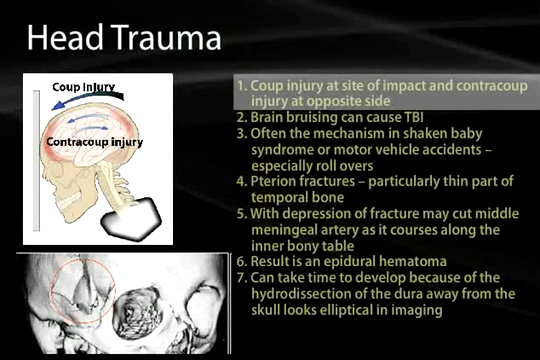 Head Trauma
Coup Injury
Contracoup injury
1. Coup injury at site of impact and contracoup
injury at opposite side
2. Brain bruising can cause TBI
3. Often the mechanism in shaken baby
syndrome or motor vehicle accidents –
especially roll overs
4. Pterion fractures – particularly thin part of
temporal bone
5. With depression of fracture may cut middle
meningeal artery as it courses along the
inner bony table
6. Result is an epidural hematoma
7. Can take time to develop because of the
hydrodissection of the dura away from the
skull looks elliptical in imaging